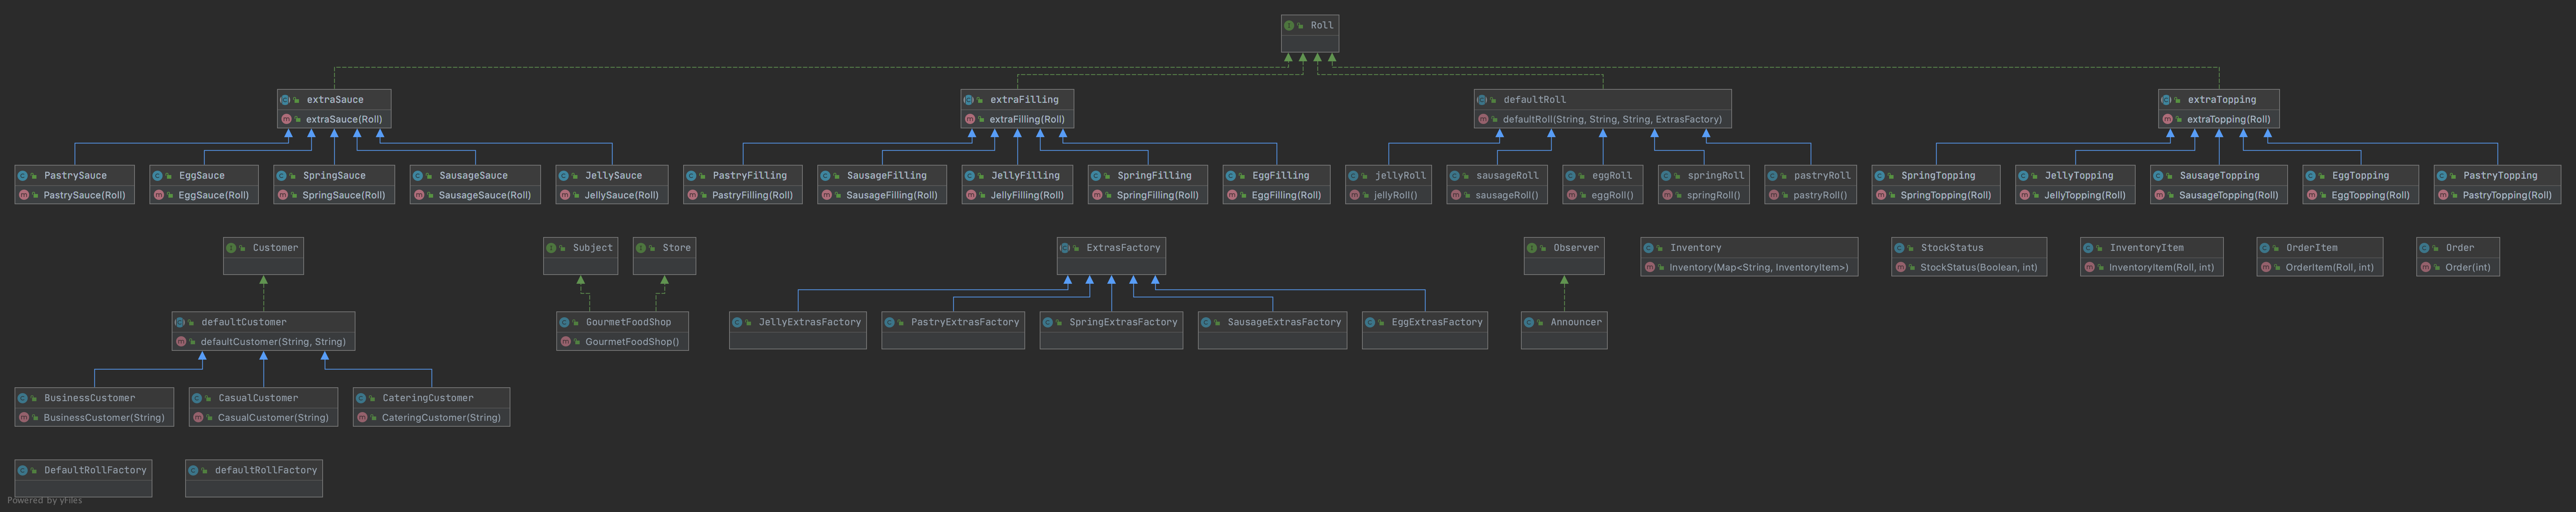 Roll
extraSauce
extraSauce(Roll)
extraFilling
extraFilling(Roll)
defaultRoll
defaultRoll(String, String, String, ExtrasFactory)
extraTopping
extraTopping(Roll)
PastrySauce
PastrySauce(Roll)
EggSauce
EggSauce(Roll)
SpringSauce
SpringSauce(Roll)
SausageSauce
SausageSauce(Roll)
JellySauce
JellySauce(Roll)
PastryFilling
PastryFilling(Roll)
SausageFilling
SausageFilling(Roll)
JellyFilling
JellyFilling(Roll)
SpringFilling
SpringFilling(Roll)
EggFilling
EggFilling(Roll)
jellyRoll
jellyRoll()
sausageRoll
sausageRoll()
eggRoll
eggRoll()
springRoll
springRoll()
pastryRoll
pastryRoll()
SpringTopping
SpringTopping(Roll)
JellyTopping
JellyTopping(Roll)
SausageTopping
SausageTopping(Roll)
EggTopping
EggTopping(Roll)
PastryTopping
PastryTopping(Roll)
Customer
Subject
Store
ExtrasFactory
Observer
Inventory
Inventory(Map<String, InventoryItem>)
StockStatus
StockStatus(Boolean, int)
InventoryItem
InventoryItem(Roll, int)
OrderItem
OrderItem(Roll, int)
Order
Order(int)
defaultCustomer
defaultCustomer(String, String)
GourmetFoodShop
GourmetFoodShop()
JellyExtrasFactory
PastryExtrasFactory
SpringExtrasFactory
SausageExtrasFactory
EggExtrasFactory
Announcer
BusinessCustomer
BusinessCustomer(String)
CasualCustomer
CasualCustomer(String)
CateringCustomer
CateringCustomer(String)
DefaultRollFactory
defaultRollFactory
Powered by yFiles